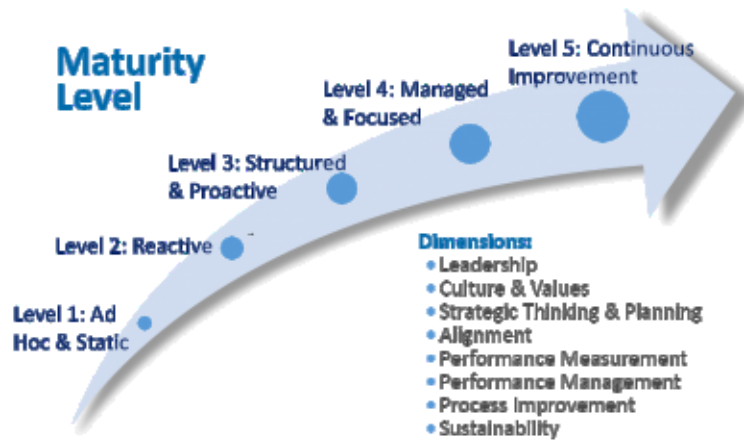 Maturity
Level
Level 5: Continuous
Improvement
Level 4: Managed
& Focused
Level 3: Structured
& Proactive
Level 2: Reactive
Level 1: Ad
Hoc & Static
Dimensions:
• Leadership
• Culture & Values
• Strategic Thinking & Planning
• Alignment
• Performance Measurement
• Performance Management
• Process Improvement
• Sustainability